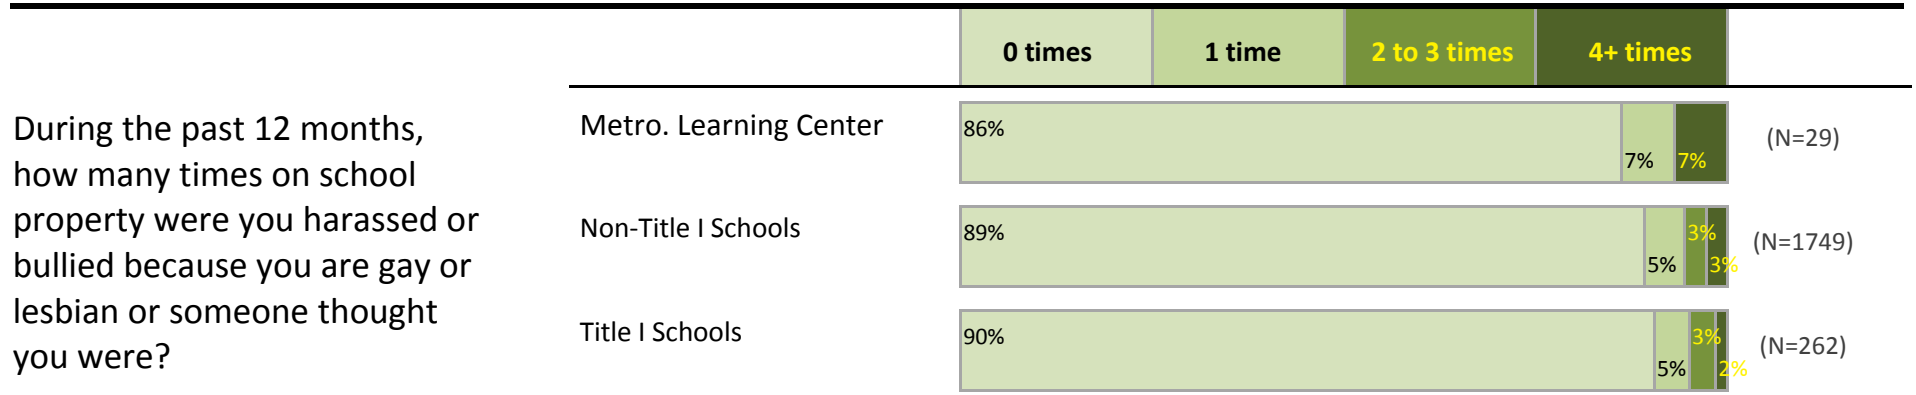 0 times 1 time 2 to 3 times 4+ times
During the past 12 months,
how many times on school
property were you harassed or
bullied because you are gay or
lesbian or someone thought
you were?
Metro. Learning Center 86% 7% 7% (N=29)
Non-Title I Schools 89% 5% 3% 3% (N=1749)
Title I Schools 90% 5% 3% 2% (N=262)